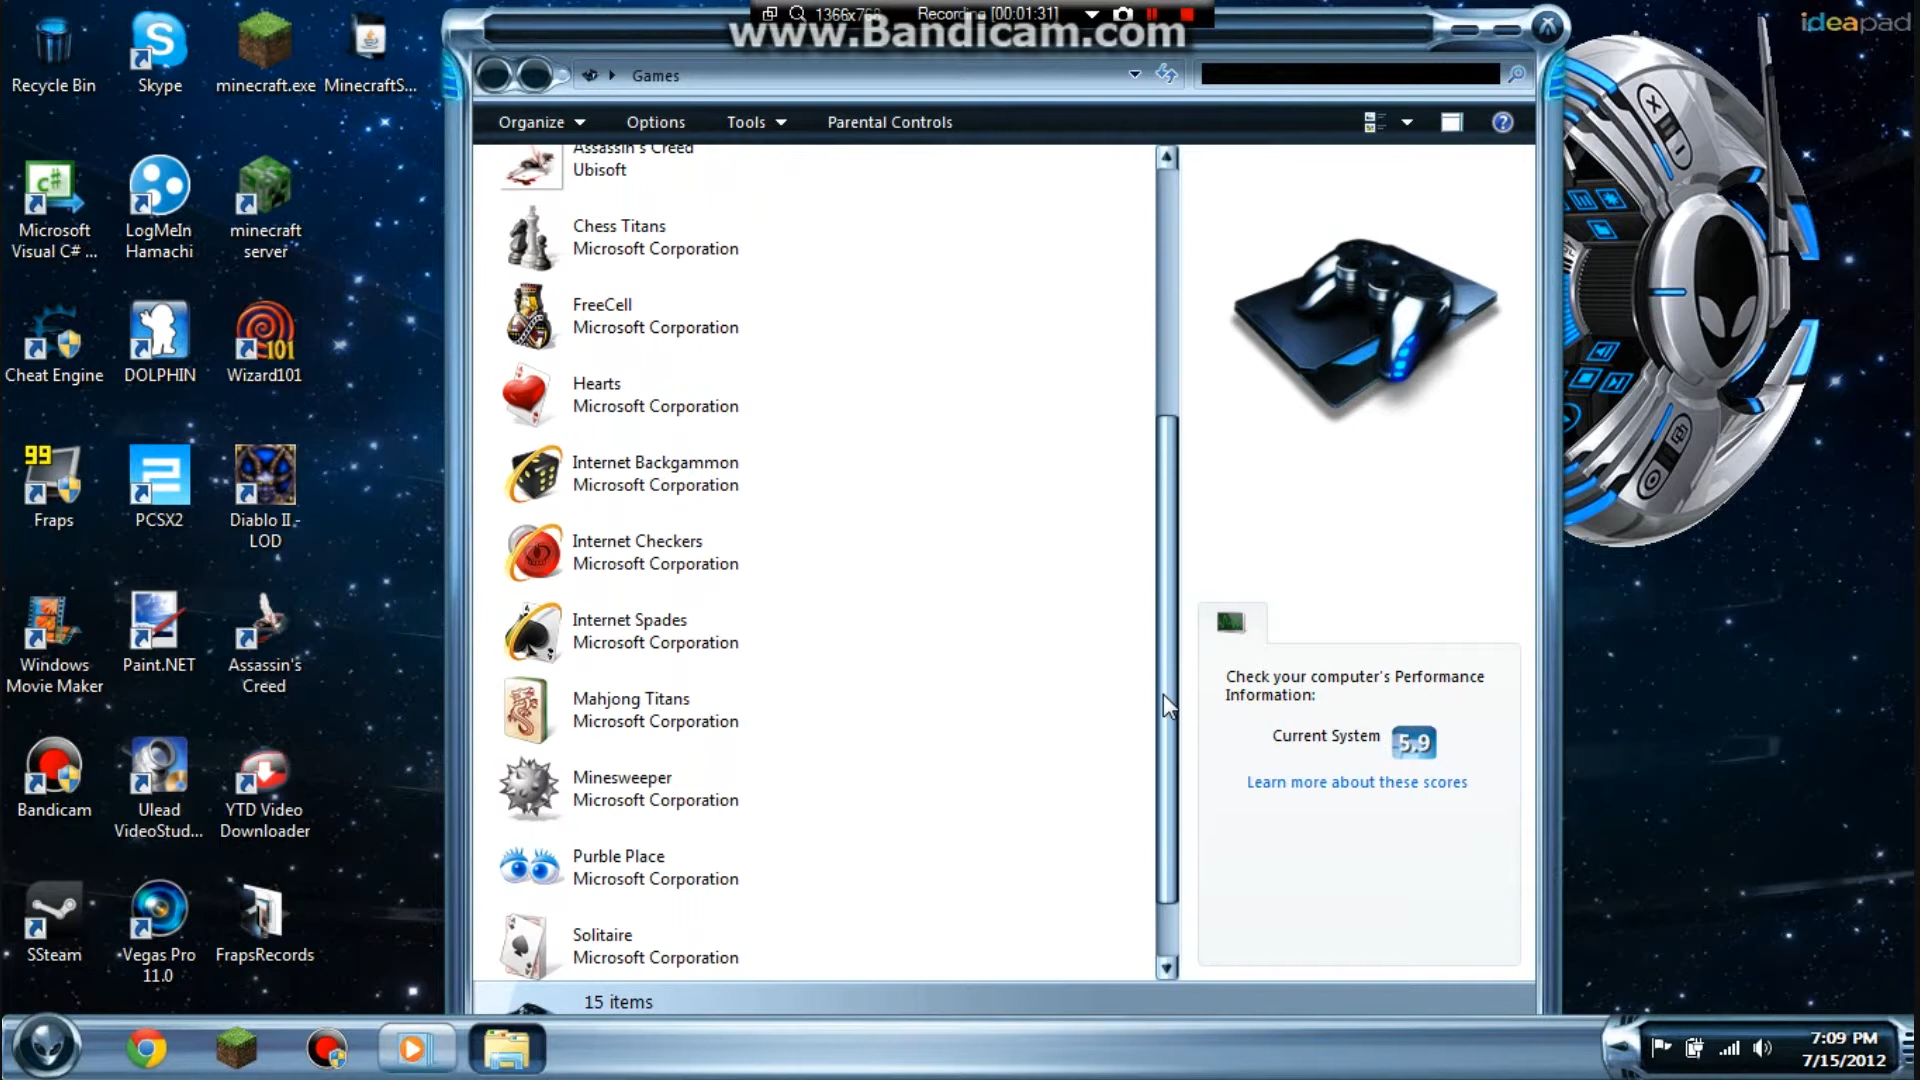 1366x768
Recording [00:01:31]
www.Bandicam.com
ideapad
Games
Organize
Options
Tools
Parental Controls
Recycle Bin
Skype
minecraft.exe
MinecraftS...
Microsoft
Visual C# ...
LogMeIn
Hamachi
minecraft
server
Cheat Engine
DOLPHIN
101
Wizard101
99
Fraps
PCSX2
Diablo II -
LOD
Windows
Movie Maker
Paint.NET
Assassin's
Creed
Bandicam
Ulead
VideoStud...
YTD Video
Downloader
SSteam
Vegas Pro
11.0
FrapsRecords
Assassin's Creed
Ubisoft
Chess Titans
Microsoft Corporation
FreeCell
Microsoft Corporation
Hearts
Microsoft Corporation
Internet Backgammon
Microsoft Corporation
Internet Checkers
Microsoft Corporation
Internet Spades
Microsoft Corporation
Mahjong Titans
Microsoft Corporation
Minesweeper
Microsoft Corporation
Purble Place
Microsoft Corporation
Solitaire
Microsoft Corporation
Check your computer's Performance
Information:
Current System 5.9
Learn more about these scores
15 items
7:09 PM
7/15/2012